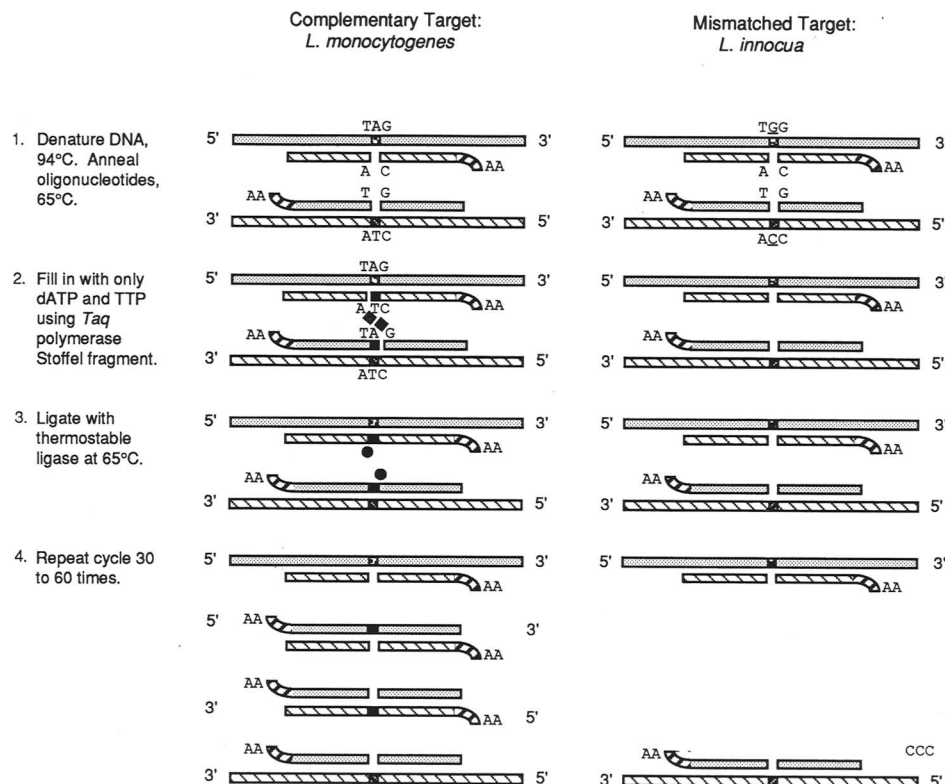 Complementary Target:
L. monocytogenes
Mismatched Target:
L. innocua
1. Denature DNA,
94°C. Anneal
oligonucleotides,
65°C.
TAG
5' 3'
A C
AA
T G
AA
3' 5'
ATC
TGG
5' 3'
A C
AA
T G
AA
3' 5'
ACC
2. Fill in with only
dATP and TTP
using Taq
polymerase
Stoffel fragment.
TAG
5' 3'
A TC
AA
TA G
AA
3' 5'
ATC
5' 3'
AA
AA
3' 5'
3. Ligate with
thermostable
ligase at 65°C.
5' 3'
AA
AA
3' 5'
5' 3'
AA
AA
3' 5'
4. Repeat cycle 30
to 60 times.
5' 3'
AA
5' AA 3'
AA
AA
3' AA 5'
AA
3' 5'
5' 3'
AA
AA CCC
3' 5'